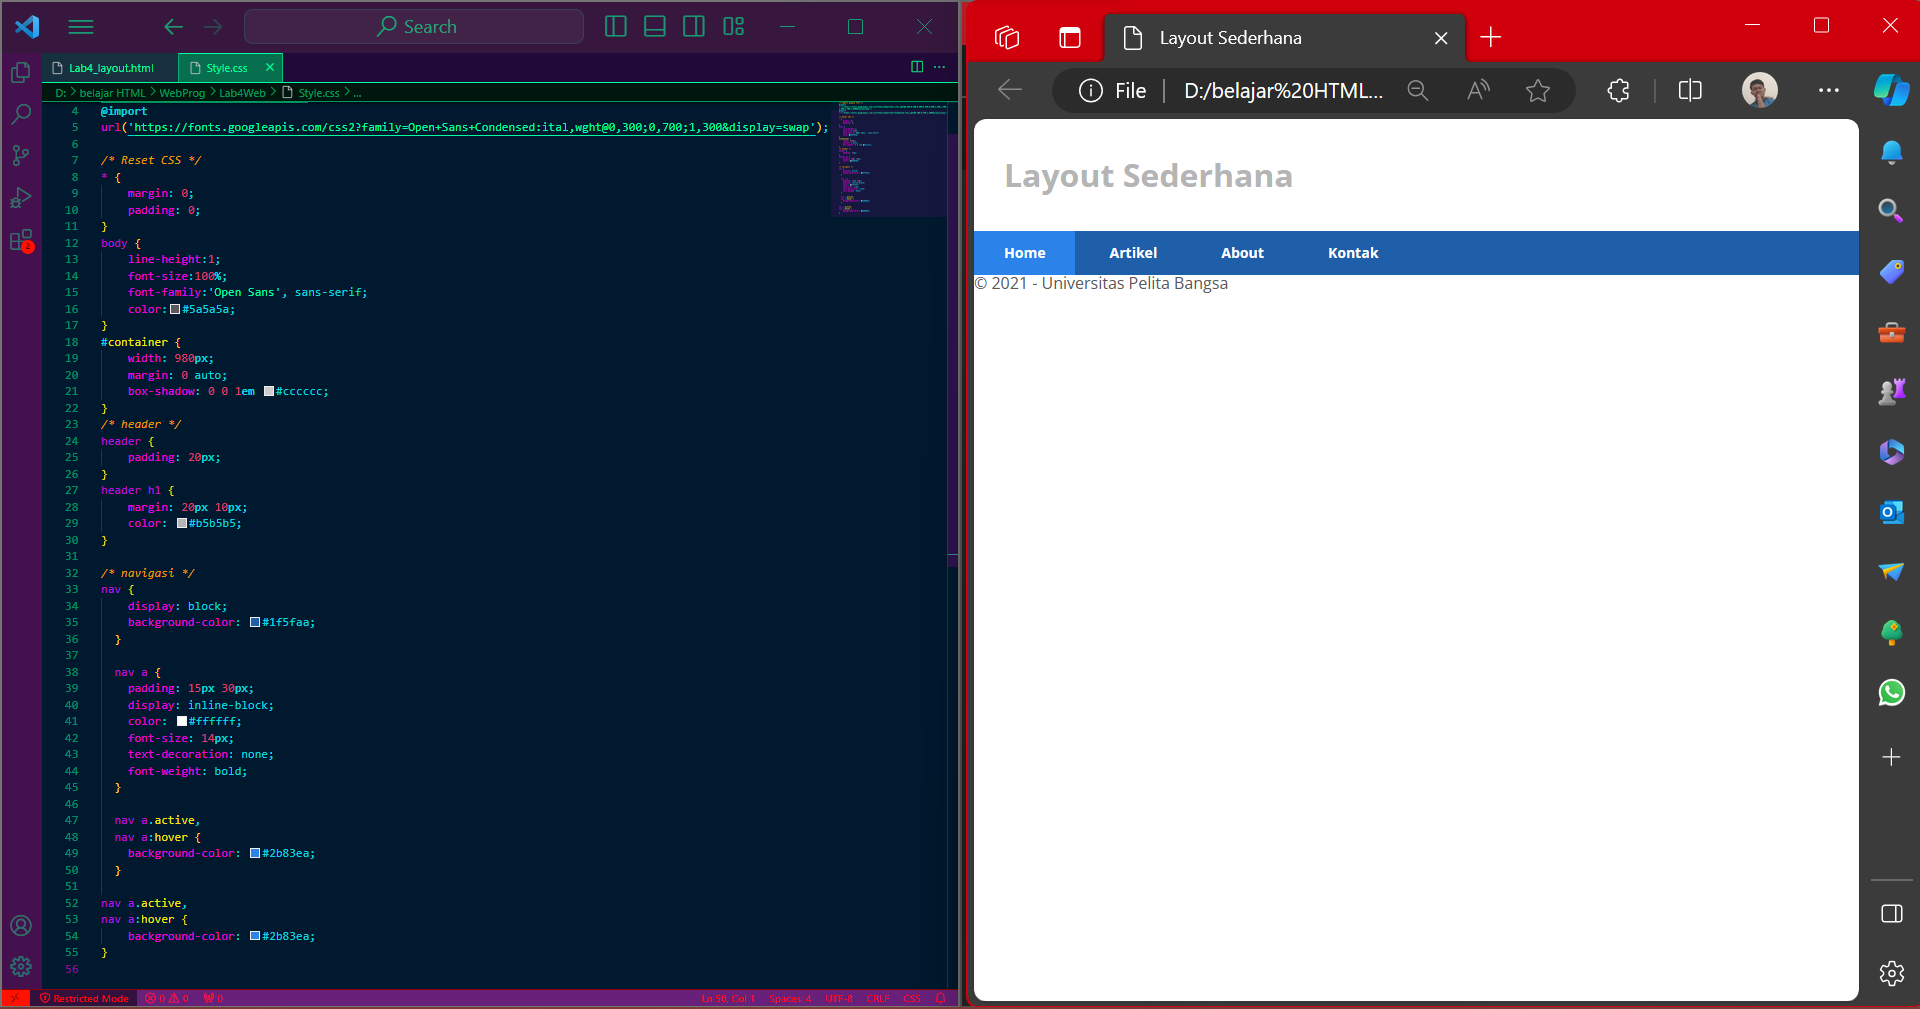 Search
Lab4_layout.html
Style.css
D: > belajar HTML > WebProg > Lab4Web > Style.css > ...
4 @import
5 url('https://fonts.googleapis.com/css2?family=Open+Sans+Condensed:ital,wght@0,300;0,700;1,300&display=swap');
6
7 /* Reset CSS */
8 * {
9 margin: 0;
10 padding: 0;
11 }
12 body {
13 line-height:1;
14 font-size:100%;
15 font-family:'Open Sans', sans-serif;
16 color:#5a5a5a;
17 }
18 #container {
19 width: 980px;
20 margin: 0 auto;
21 box-shadow: 0 0 1em #cccccc;
22 }
23 /* header */
24 header {
25 padding: 20px;
26 }
27 header h1 {
28 margin: 20px 10px;
29 color: #b5b5b5;
30 }
31
32 /* navigasi */
33 nav {
34 display: block;
35 background-color: #1f5faa;
36 }
37
38 nav a {
39 padding: 15px 30px;
40 display: inline-block;
41 color: #ffffff;
42 font-size: 14px;
43 text-decoration: none;
44 font-weight: bold;
45 }
46
47 nav a.active,
48 nav a:hover {
49 background-color: #2b83ea;
50 }
51
52 nav a.active,
53 nav a:hover {
54 background-color: #2b83ea;
55 }
56
2
Restricted Mode 0 0 0 Ln 56, Col 1 Spaces: 4 UTF-8 CRLF CSS
Layout Sederhana
File D:/belajar%20HTML...
Layout Sederhana
Home Artikel About Kontak
© 2021 - Universitas Pelita Bangsa